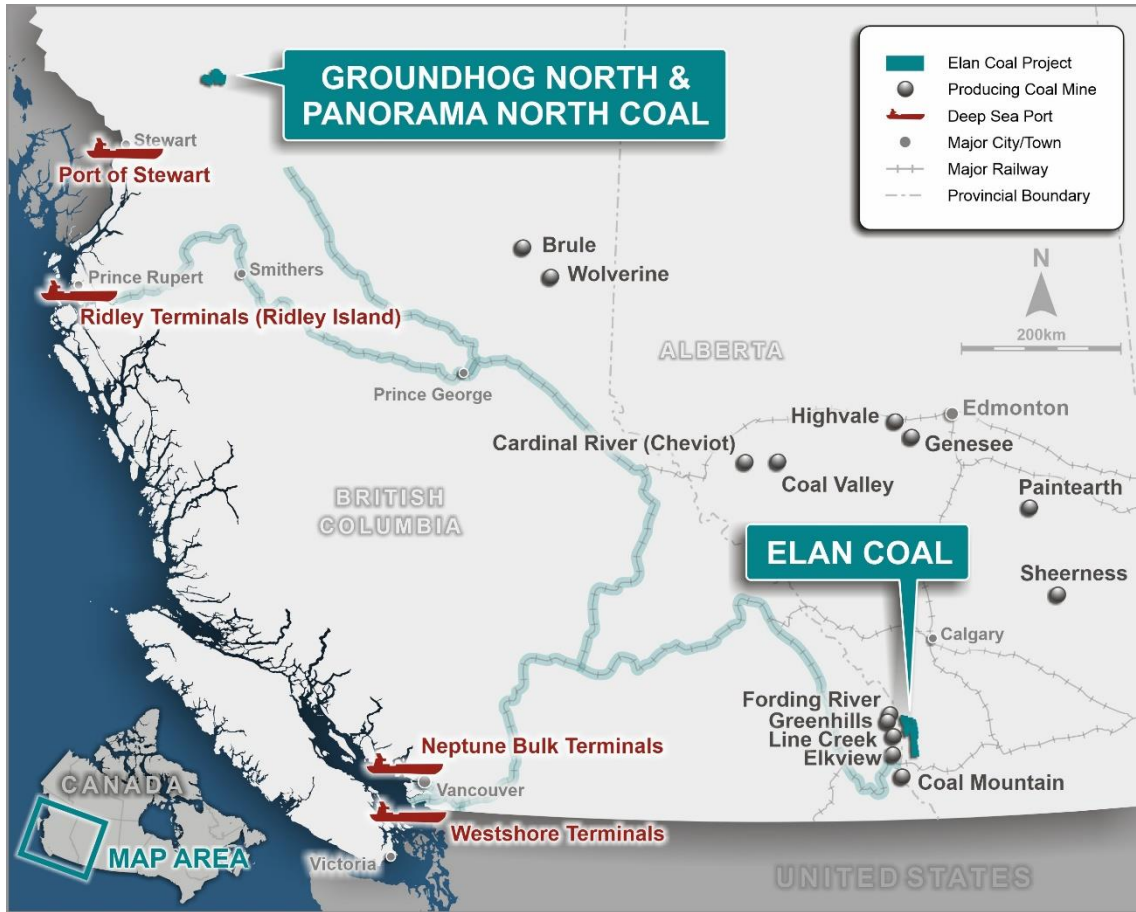 GROUNDHOG NORTH &
PANORAMA NORTH COAL
Elan Coal Project
Producing Coal Mine
Deep Sea Port
Major City/Town
Major Railway
Provincial Boundary
Stewart
Port of Stewart
Brule
Wolverine
Smithers
Prince Rupert
Ridley Terminals (Ridley Island)
N
200km
ALBERTA
Prince George
Highvale
Edmonton
Genesee
Cardinal River (Cheviot)
Coal Valley
Paintearth
BRITISH
COLUMBIA
ELAN COAL
Sheerness
Calgary
Fording River
Greenhills
Line Creek
Elkview
Coal Mountain
Neptune Bulk Terminals
Vancouver
Westshore Terminals
Victoria
CANADA
MAP AREA
UNITED STATES